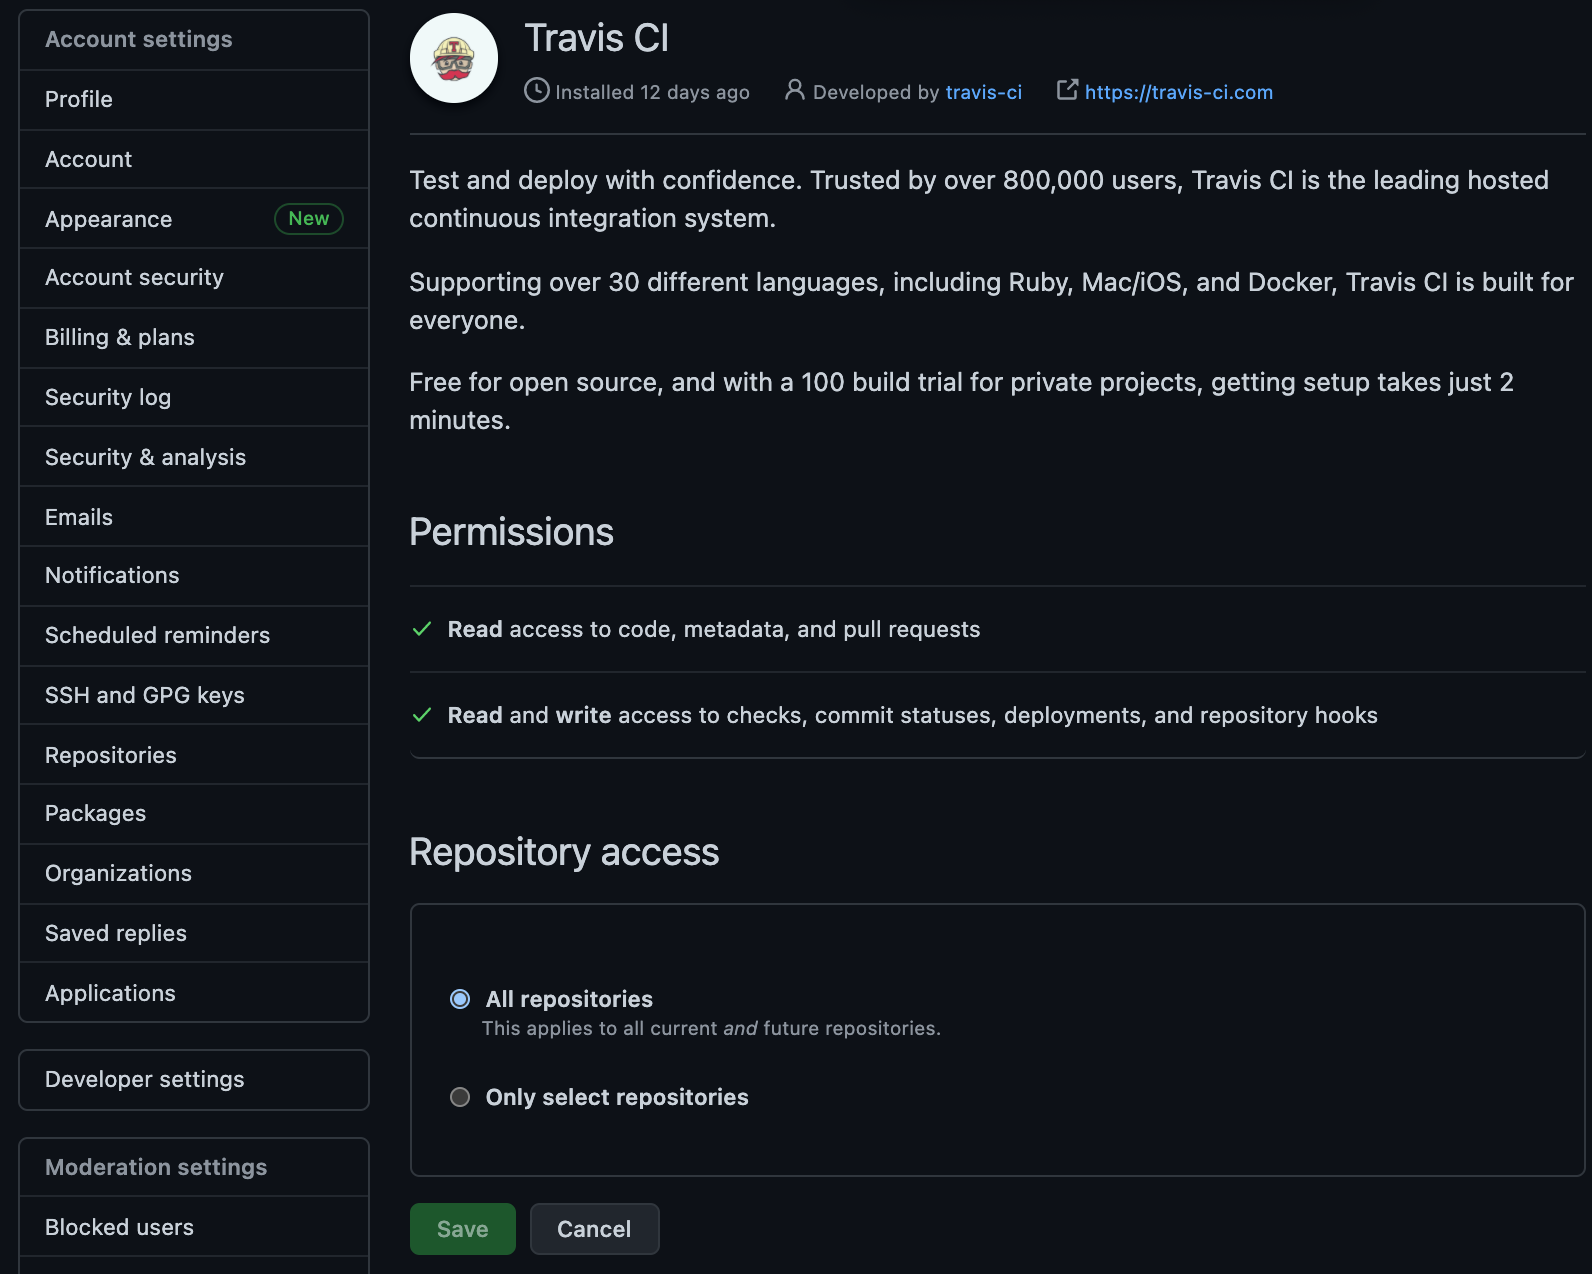 Account settings
Profile
Account
Appearance New
Account security
Billing & plans
Security log
Security & analysis
Emails
Notifications
Scheduled reminders
SSH and GPG keys
Repositories
Packages
Organizations
Saved replies
Applications
Developer settings
Moderation settings
Blocked users
T
Travis CI
Installed 12 days ago Developed by travis-ci https://travis-ci.com
Test and deploy with confidence. Trusted by over 800,000 users, Travis CI is the leading hosted
continuous integration system.
Supporting over 30 different languages, including Ruby, Mac/iOS, and Docker, Travis CI is built for
everyone.
Free for open source, and with a 100 build trial for private projects, getting setup takes just 2
minutes.
Permissions
Read access to code, metadata, and pull requests
Read and write access to checks, commit statuses, deployments, and repository hooks
Repository access
All repositories
This applies to all current and future repositories.
Only select repositories
Save Cancel